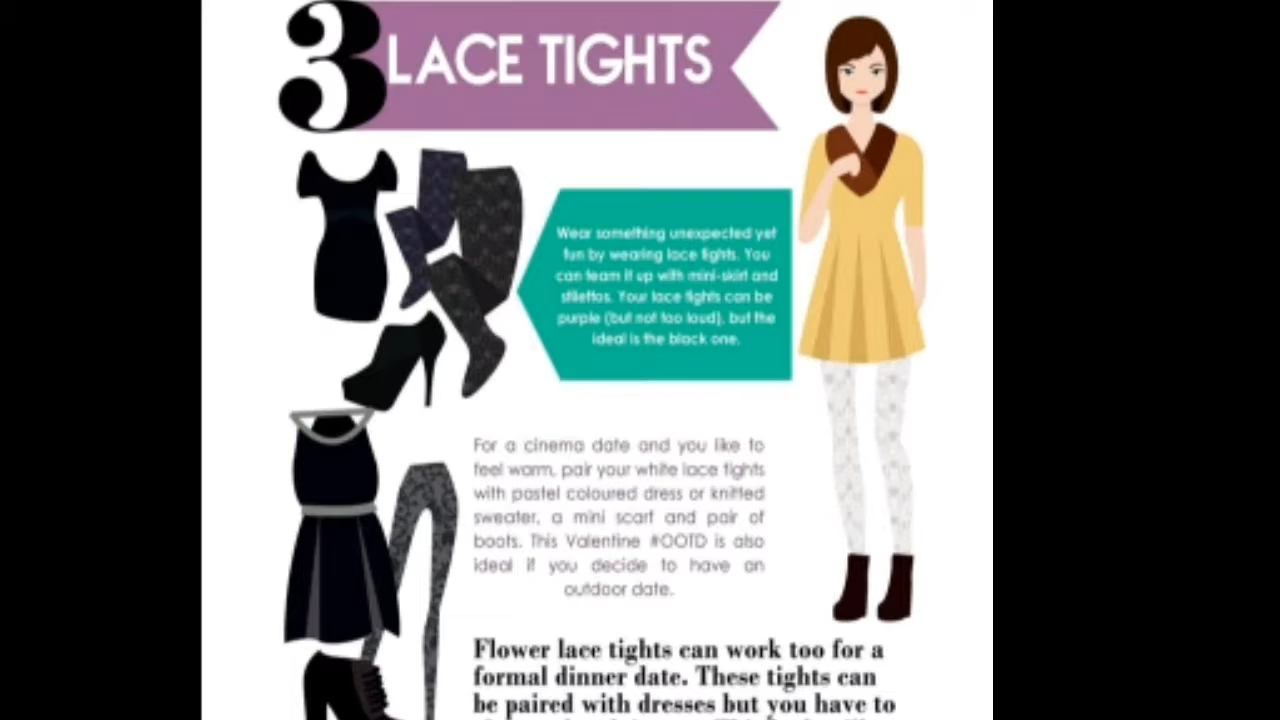 3 LACE TIGHTS
Wear something unexpected yet
fun by wearing lace tights. You
can team it up with mini-skirt and
stilettos. Your lace tights can be
purple (but not too loud), but the
ideal is the black one.
For a cinema date and you like to
feel warm, pair your white lace tights
with pastel coloured dress or knitted
sweater, a mini scarf and pair of
boots. This Valentine #OOTD is also
ideal if you decide to have an
outdoor date.
Flower lace tights can work too for a
formal dinner date. These tights can
be paired with dresses but you have to